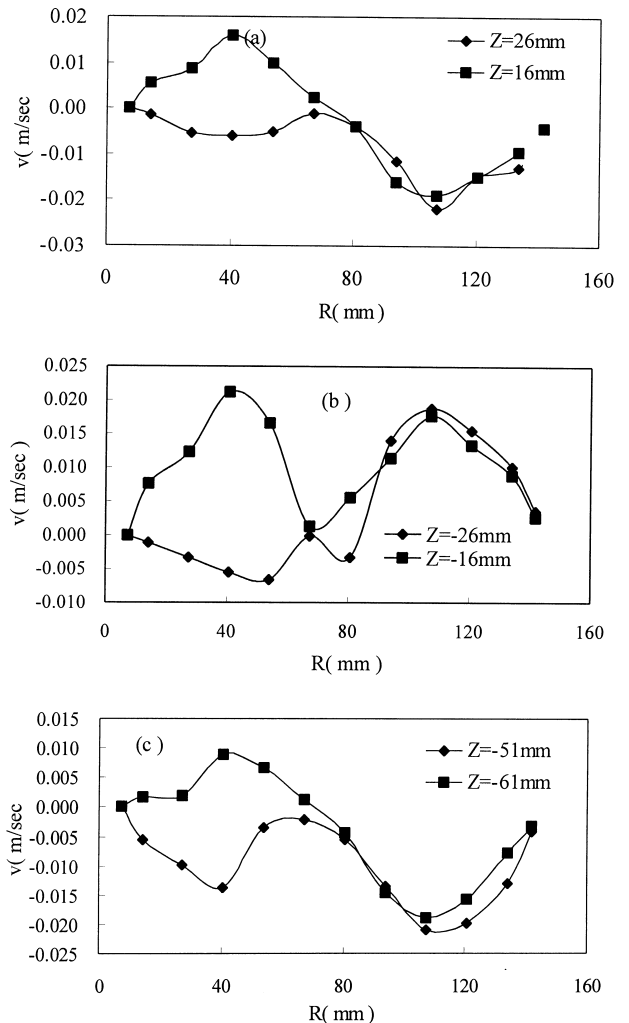 0.02
(a)
Z=26mm
0.01
Z=16mm
0.00
-0.01
-0.02
-0.03
v( m/sec)
0 40 80 120 160
R( mm )
0.025
0.020
(b )
0.015
0.010
0.005
0.000
Z=-26mm
-0.005
Z=-16mm
-0.010
v( m/sec)
0 40 80 120 160
R( mm )
0.015
(c )
Z=-51mm
0.010
0.005
Z=-61mm
0.000
-0.005
-0.010
-0.015
-0.020
-0.025
v( m/sec)
0 40 80 120 160
R( mm )